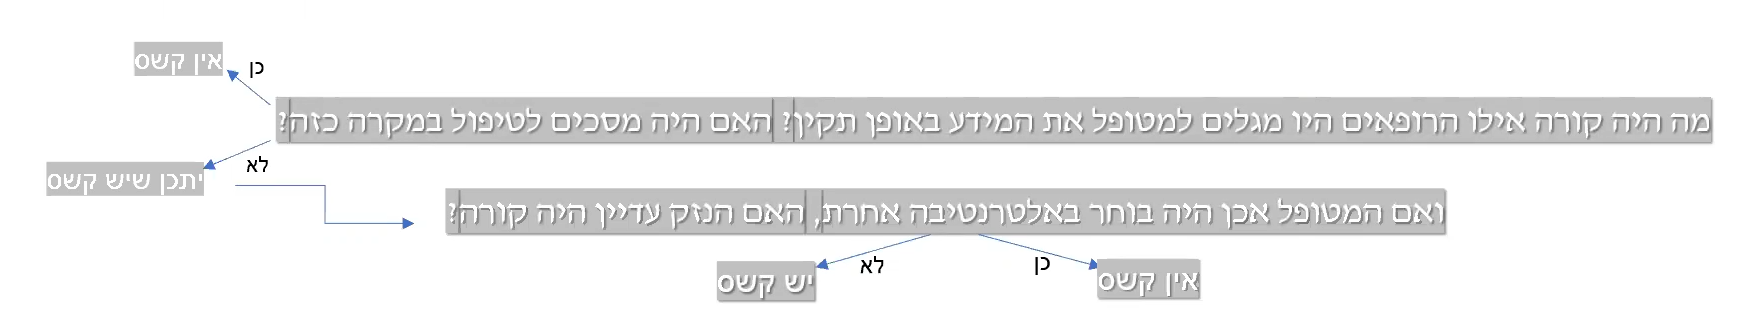 אין קשס
כן
מה היה קורה אילו הרופאים היו מגלים למטופל את המידע באופן תקין? האם היה מסכים לטיפול במקרה כזה?
לא
יתכן שיש קשס
ואם המטופל אכן היה בוחר באלטרנטיבה אחרת, האם הנזק עדיין היה קורה?
כן
לא
אין קשס
יש קשס